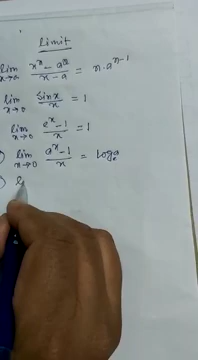 limit
lim x→a (xⁿ - aⁿ)/(x - a) = n·aⁿ⁻¹
lim x→0 sinx/x = 1
lim x→0 (eˣ - 1)/x = 1
) lim x→0 (aˣ - 1)/x = logₑa
) l